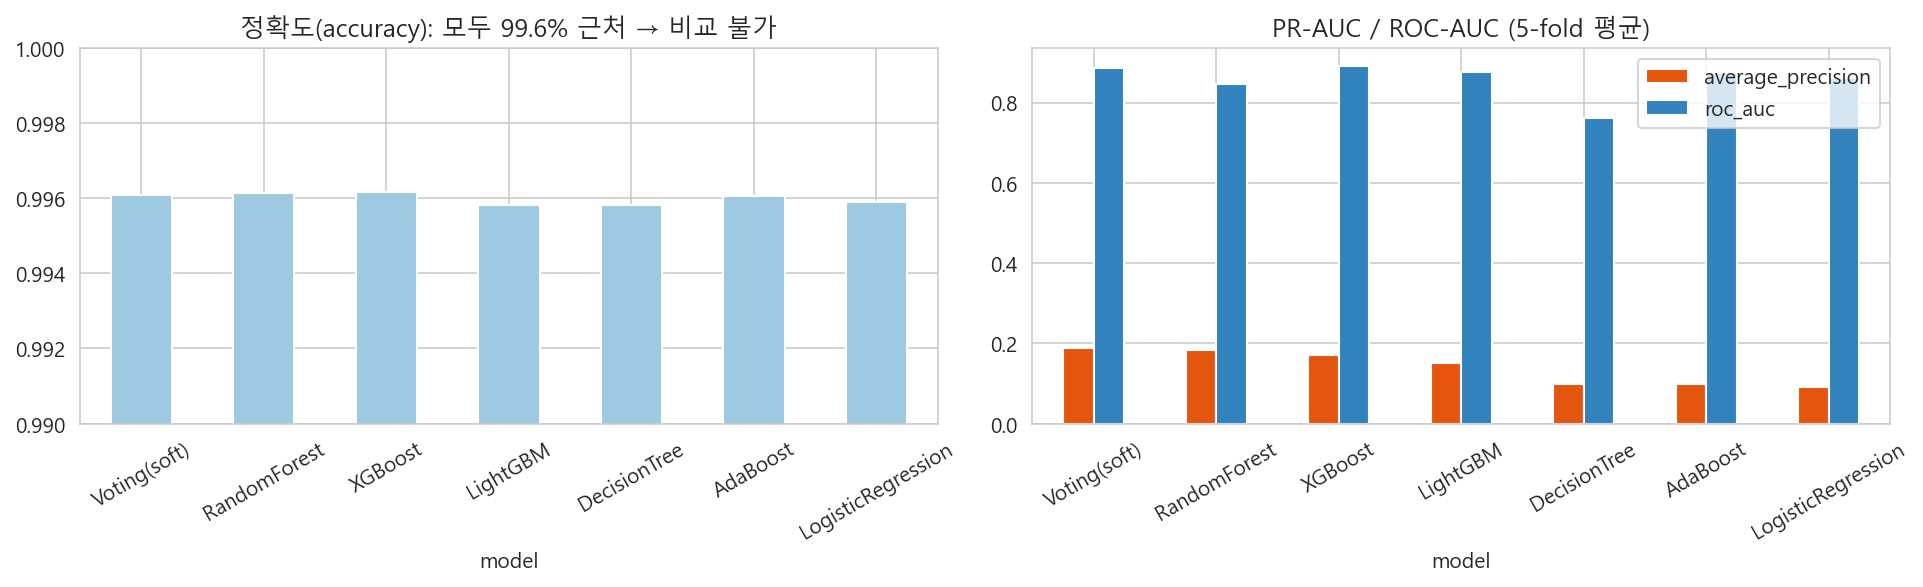 정확도(accuracy): 모두 99.6% 근처 → 비교 불가
1.000
0.998
0.996
0.994
0.992
0.990
Voting(soft)
RandomForest
XGBoost
LightGBM
DecisionTree
AdaBoost
LogisticRegression
model
PR-AUC / ROC-AUC (5-fold 평균)
average_precision
roc_auc
0.8
0.6
0.4
0.2
0.0
Voting(soft)
RandomForest
XGBoost
LightGBM
DecisionTree
AdaBoost
LogisticRegression
model